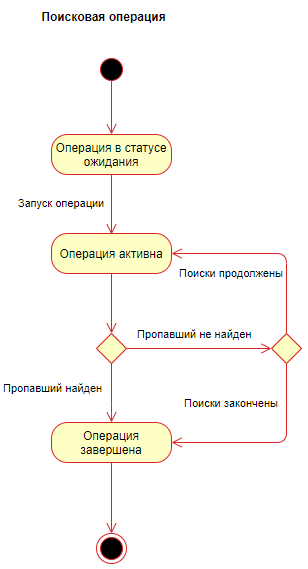 Поисковая операция
Операция в статусе
ожидания
Запуск операции
Операция активна
Поиски продолжены
Пропавший не найден
Пропавший найден
Поиски закончены
Операция
завершена